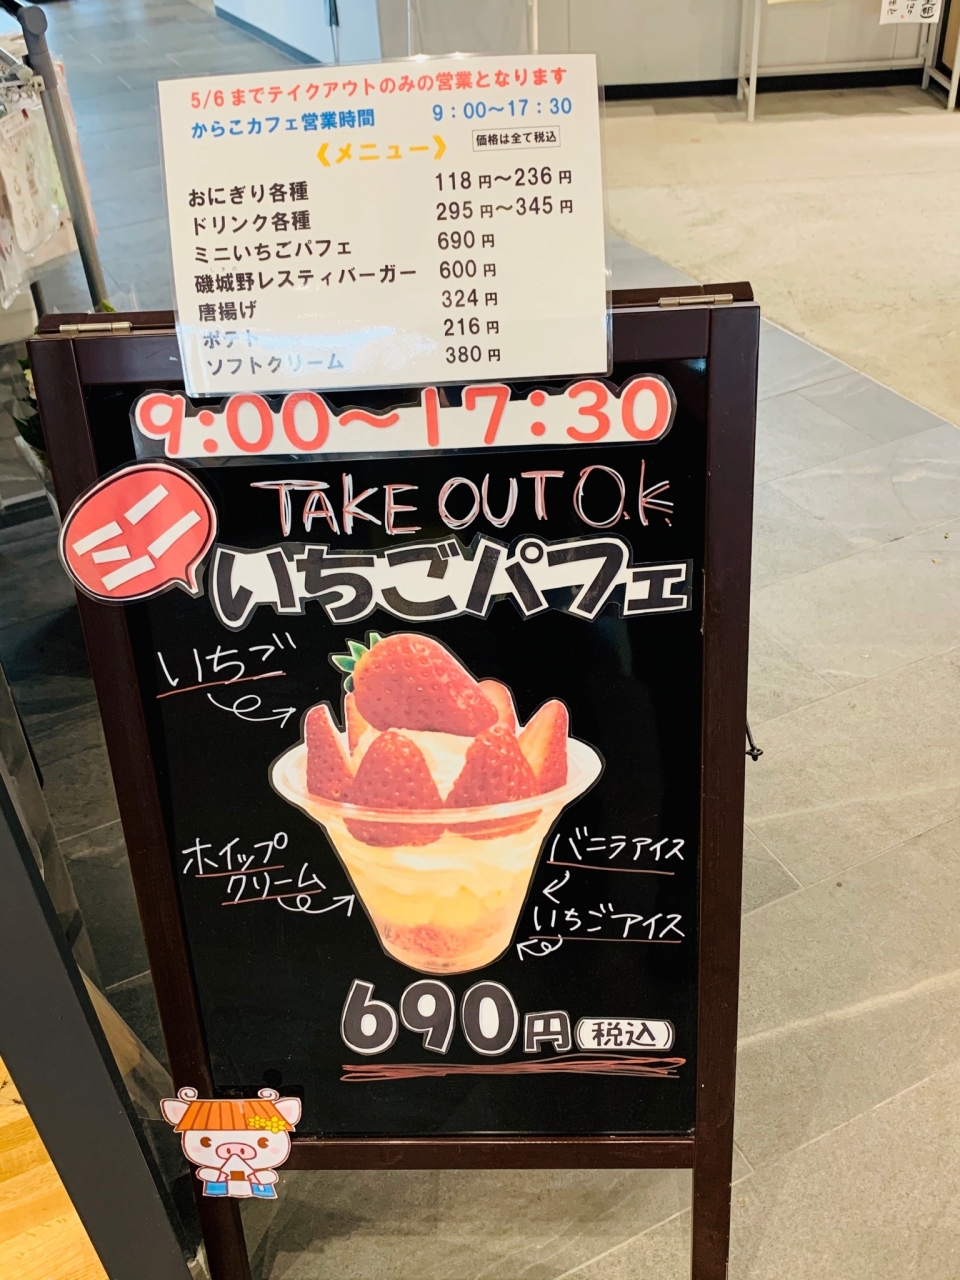 5/6までテイクアウトのみの営業となります
からこカフェ営業時間 9:00~17:30
《メニュー》 価格は全て税込
おにぎり各種 118円~236円
ドリンク各種 295円~345円
ミニいちごパフェ 690円
磯城野レスティバーガー 600円
唐揚げ 324円
ポテト 216円
ソフトクリーム 380円
9:00~17:30
TAKE OUT O.K
ミニ
いちごパフェ
いちご
ホイップ
クリーム
バニラアイス
いちごアイス
690円(税込)